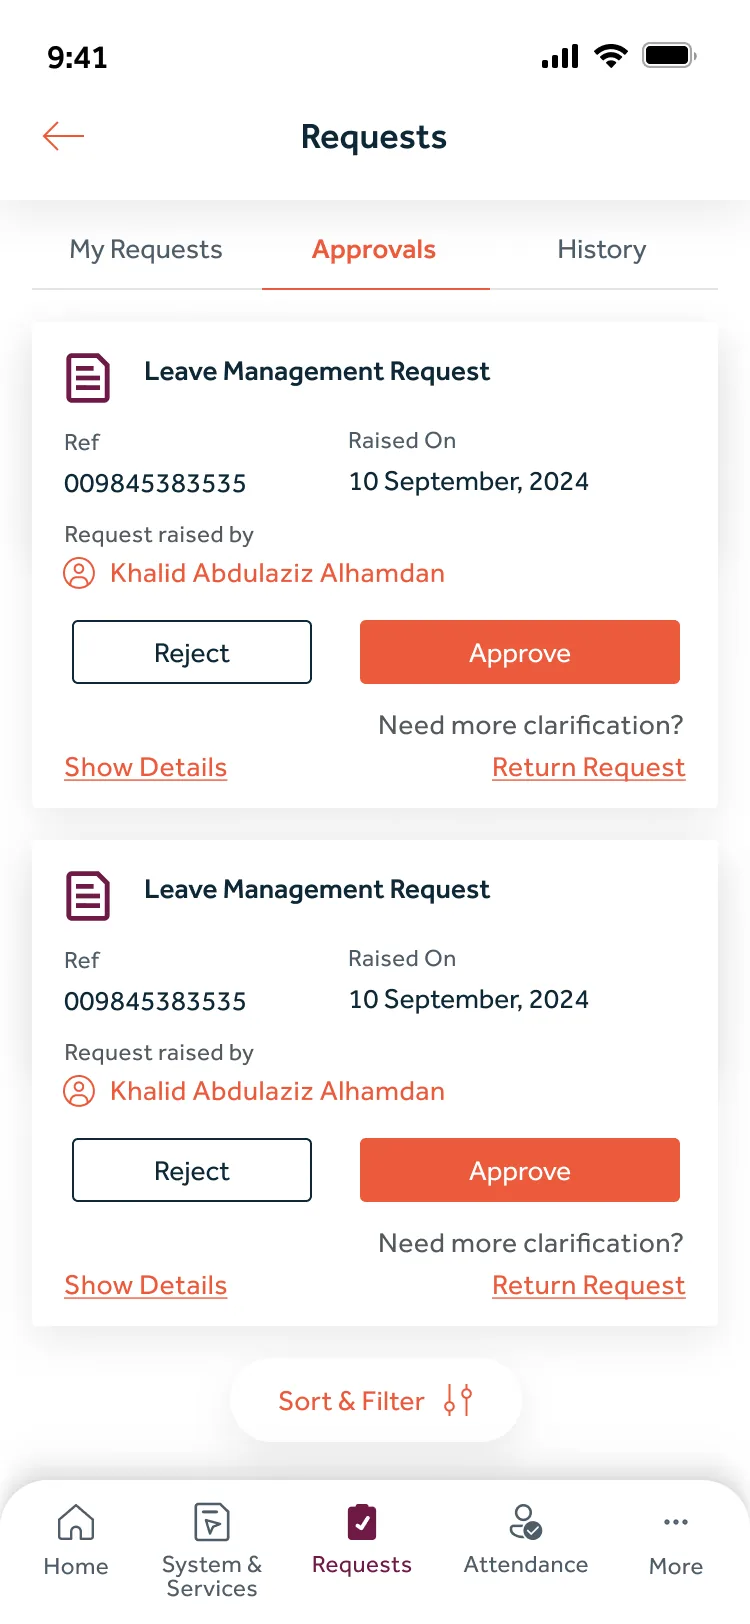 9:41
Requests
My Requests Approvals History
Leave Management Request
Ref Raised On
009845383535 10 September, 2024
Request raised by
Khalid Abdulaziz Alhamdan
Reject Approve
Need more clarification?
Show Details Return Request
Leave Management Request
Ref Raised On
009845383535 10 September, 2024
Request raised by
Khalid Abdulaziz Alhamdan
Reject Approve
Need more clarification?
Show Details Return Request
Sort & Filter
Home System & Services Requests Attendance More